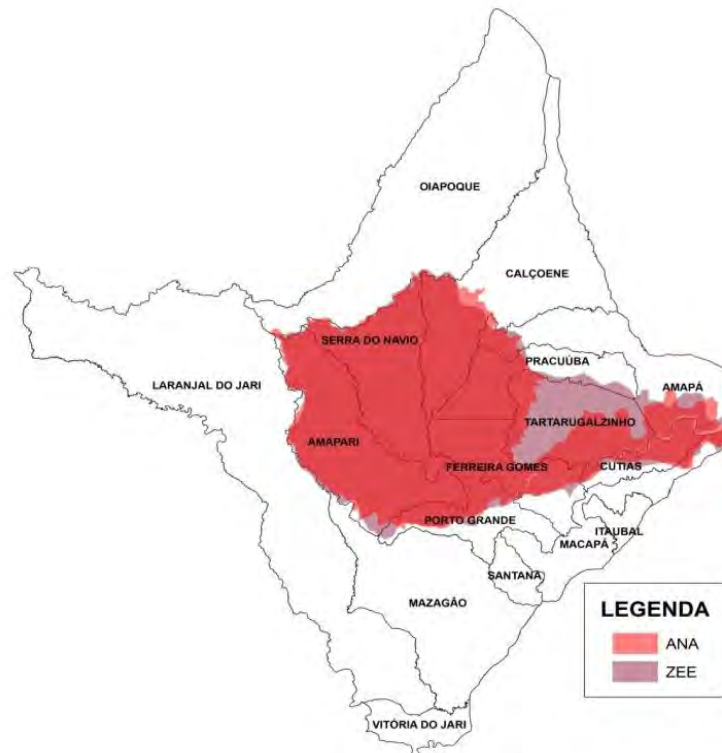 OIAPOQUE
CALÇOENE
SERRA DO NAVIO
PRACUÚBA
LARANJAL DO JARI
AMAPÁ
TARTARUGALZINHO
AMAPARI
FERREIRA GOMES
CUTIAS
PORTO GRANDE
ITAUBAL
MACAPÁ
SANTANA
MAZAGÃO
VITÓRIA DO JARI
LEGENDA
ANA
ZEE